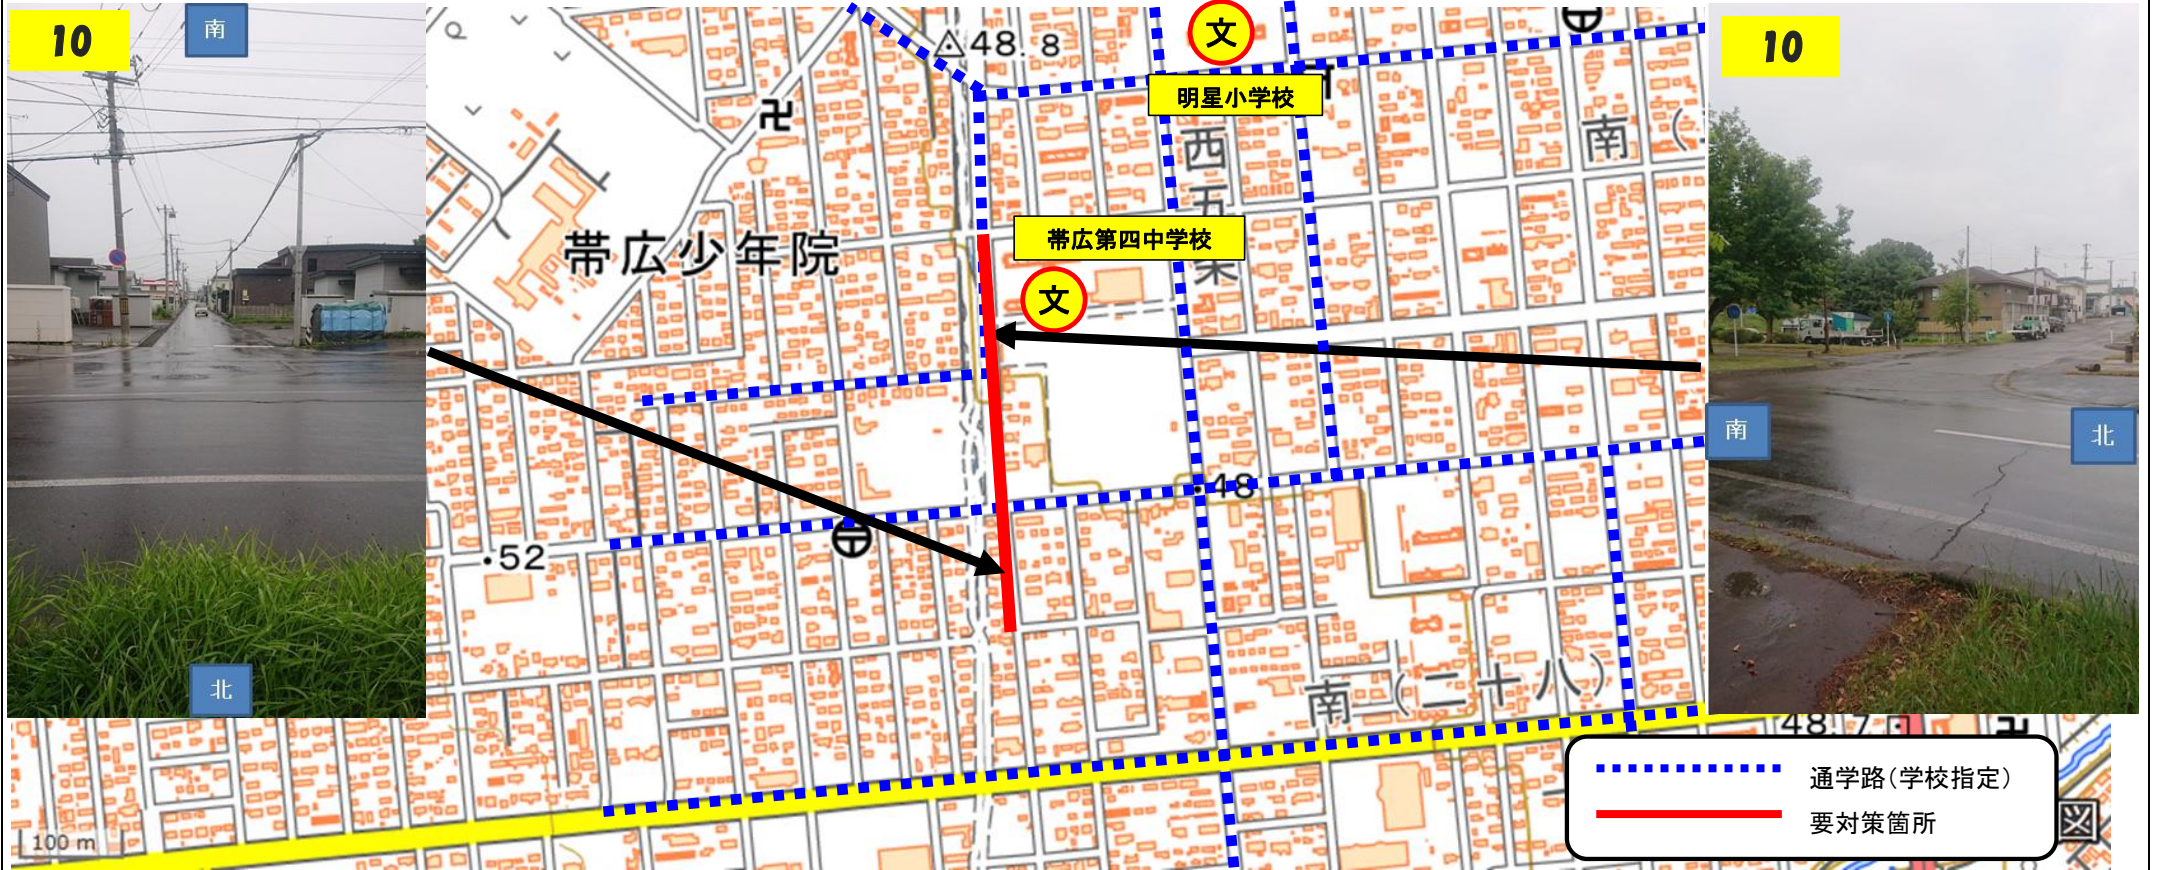 10
南
北
48.8
文
明星小学校
西五条
南(
帯広少年院
帯広第四中学校
文
10
南
北
48
52
南(二十八)
48.7
通学路(学校指定)
要対策箇所
100 m
図